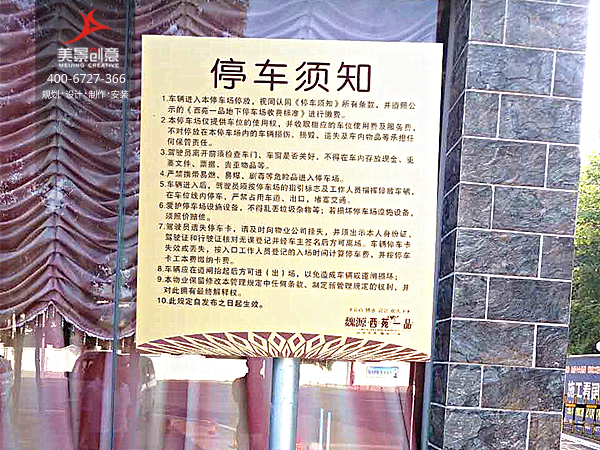 美景创意
MEIJING CREATIVE
400-6727-366
规划·设计·制作·安装
停车须知
1.车辆进入本停车场停放，视同认同《停车须知》所有条款，并请照公
示的《西苑一品地下停车场收费标准》进行缴费。
2.本停车场仅提供车位的使用权，并收取相应的车位使用费及服务费，
不对停放在本停车场内的车辆损伤、损毁、遗失及车内物品等承担任
何保管责任。
3.驾驶员离开前须检查车门、车窗是否关好，不得在车内存放现金、重
要文件、票据、贵重物品等。
4.严禁携带易燃、易爆、剧毒等危险品进入停车场。
5.车辆进入后，驾驶员须按停车场的指引标志及工作人员指挥停放车辆，
在车位线内停车，严禁占用车道、出口，堵塞交通。
6.爱护停车场设施设备，不得乱丢垃圾杂物等；若损坏停车场设施设备，
须照价赔偿。
7.驾驶员遗失停车卡，请及时向物业公司挂失，并须出示本人身份证、
驾驶证和行驶证核对无误登记并经车主签名后方可离场。车辆停车卡
失效或丢失，按入口工作人员登记的入场时间计算停车费，并按停车
卡工本费缴纳卡费。
8.车辆应在道闸抬起后方可进（出）场，以免造成车辆或道闸损坏；
9.本物业保留修改本管理规定中任何条款、制定新管理规定的权利，并
对此拥有最终解释权。
10.此规定自发布之日起生效。
魏源·西苑一品
施工看围